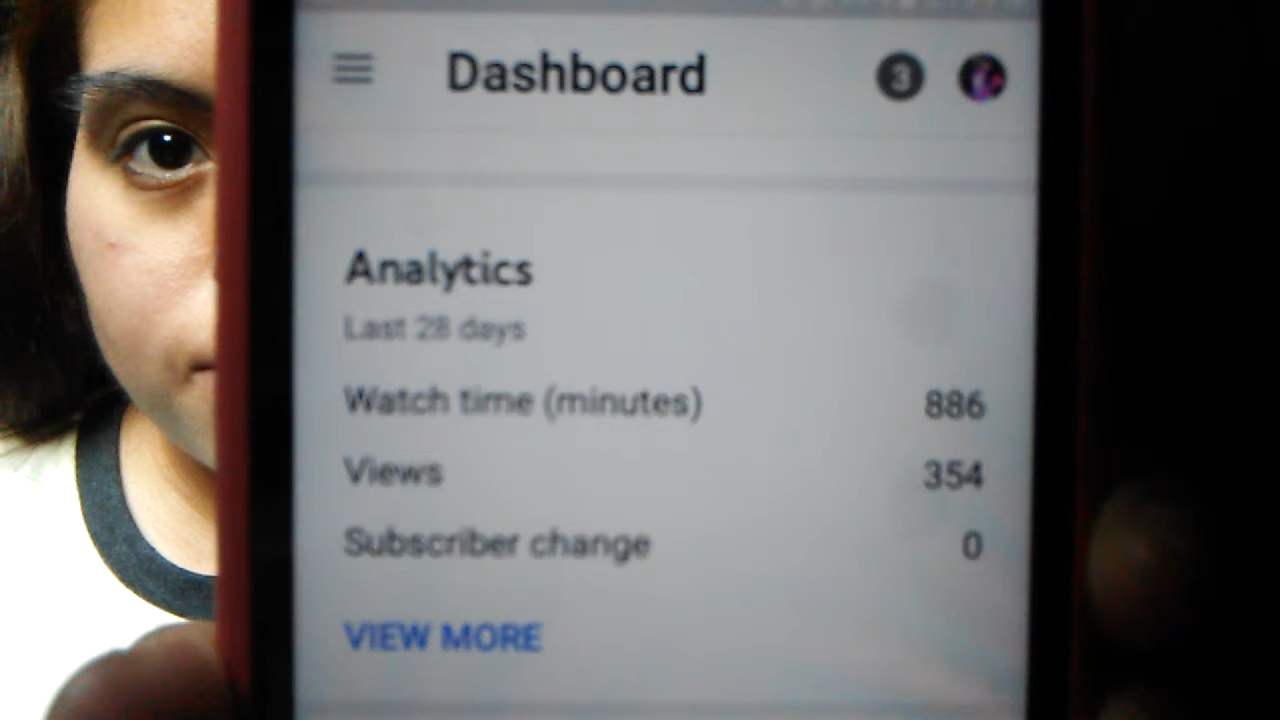 Dashboard 3
Analytics
Last 28 days
Watch time (minutes) 886
Views 354
Subscriber change 0
VIEW MORE